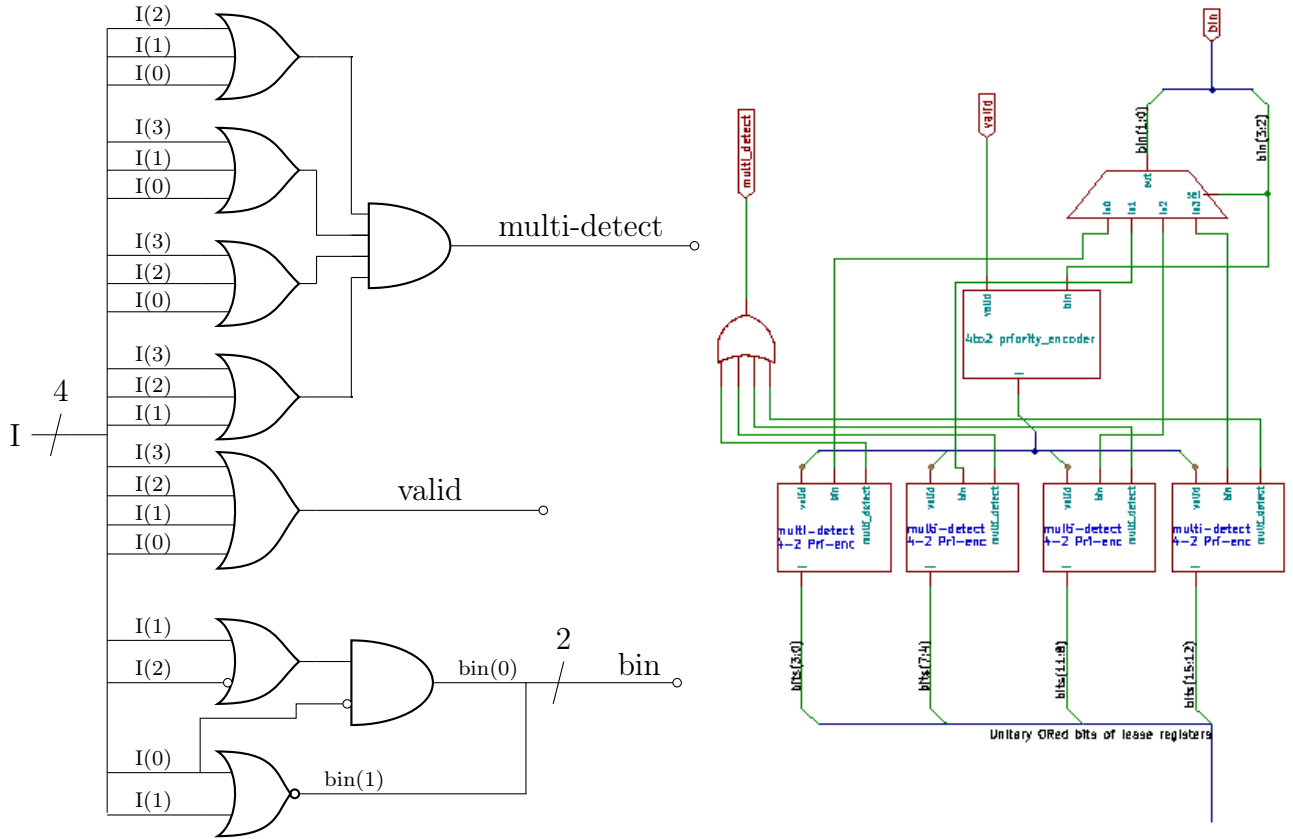 I(2)
I(1)
I(0)
I(3)
I(1)
I(0)
I(3)
I(2)
I(0)
I(3)
I(2)
I(1)
I(3)
I(2)
I(1)
I(0)
I(1)
I(2)
I(0)
I(1)
I
4
multi-detect
valid
bin(0)
2
bin
bin(1)
bin
multi_detect
valid
bin(1:0)
bin(3:2)
out
sel
in0
in1
in2
in3
valid
bin
4to2 priority_encoder
I
valid
bin
multi_detect
multi-detect
4-2 Pri-enc
I
valid
bin
multi_detect
multi-detect
4-2 Pri-enc
I
valid
bin
multi_detect
multi-detect
4-2 Pri-enc
I
valid
bin
multi_detect
multi-detect
4-2 Pri-enc
I
bits(3:0)
bits(7:4)
bits(11:8)
bits(15:12)
Unitary ORed bits of lease registers